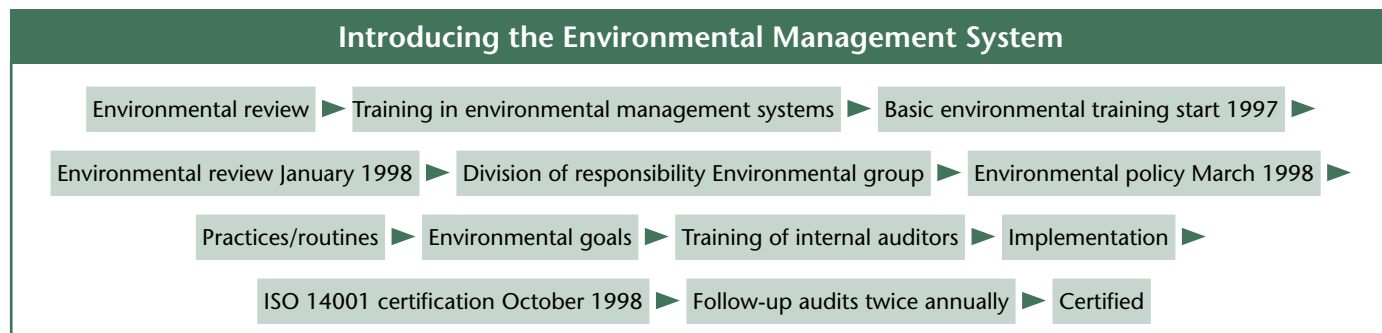 Introducing the Environmental Management System
Environmental review ► Training in environmental management systems ► Basic environmental training start 1997 ►
Environmental review January 1998 ► Division of responsibility Environmental group ► Environmental policy March 1998 ►
Practices/routines ► Environmental goals ► Training of internal auditors ► Implementation ►
ISO 14001 certification October 1998 ► Follow-up audits twice annually ► Certified